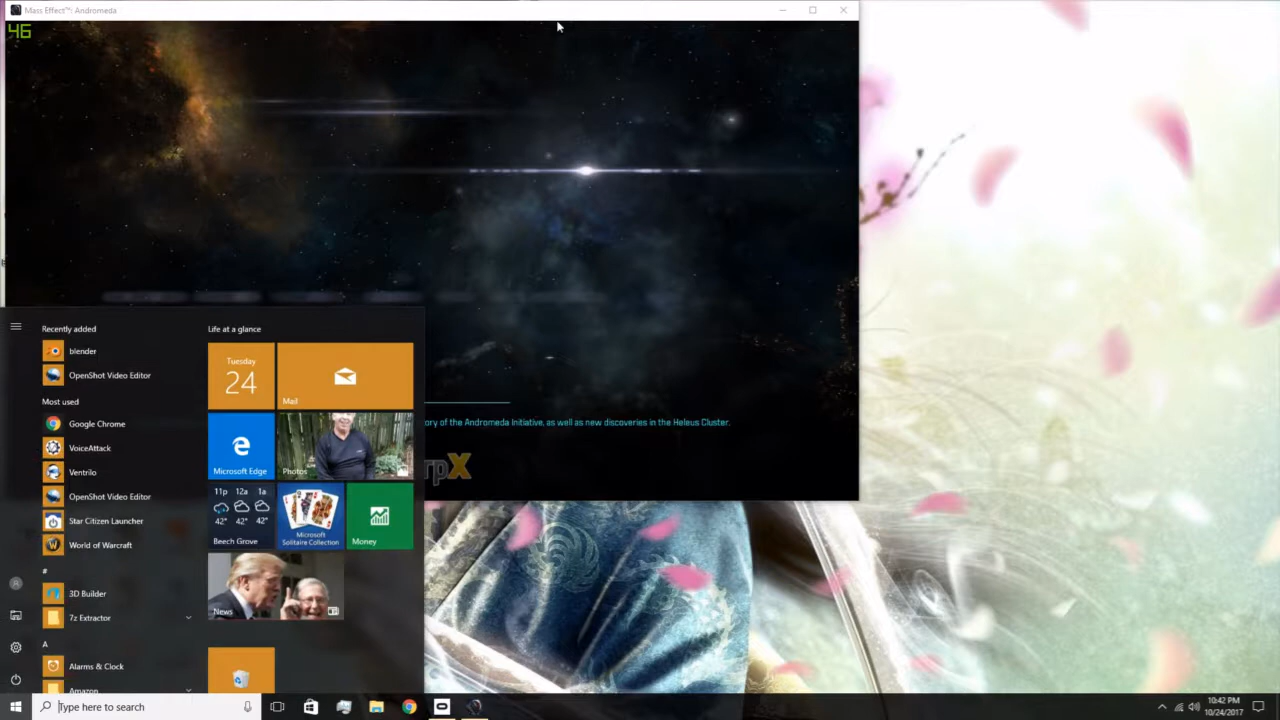 Mass Effect™: Andromeda
46
ory of the Andromeda Initiative, as well as new discoveries in the Heleus Cluster.
rpX
Recently added
blender
OpenShot Video Editor
Most used
Google Chrome
VoiceAttack
Ventrilo
OpenShot Video Editor
Star Citizen Launcher
World of Warcraft
#
3D Builder
7z Extractor
A
Alarms & Clock
Amazon
Life at a glance
Tuesday
24
Mail
Microsoft Edge
Photos
11p 12a 1a
42° 42° 42°
Beech Grove
Microsoft
Solitaire Collection
Money
News
Type here to search
10:42 PM
10/24/2017